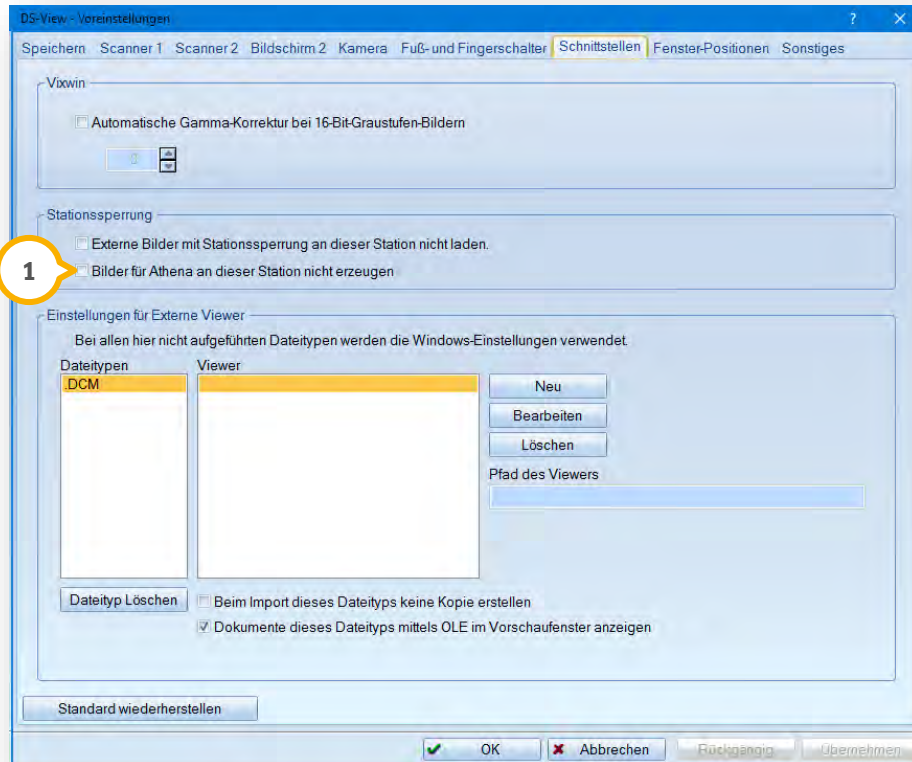 DS-View - Voreinstellungen ?
Speichern Scanner 1 Scanner 2 Bildschirm 2 Kamera Fuß-und Fingerschalter Schnittstellen Fenster-Positionen Sonstiges
Vixwin
Automatische Gamma-Korrektur bei 16-Bit-Graustufen-Bildern
0
Stationssperrung
Externe Bilder mit Stationssperrung an dieser Station nicht laden.
1 Bilder für Athena an dieser Station nicht erzeugen
Einstellungen für Externe Viewer
Bei allen hier nicht aufgeführten Dateitypen werden die Windows-Einstellungen verwendet.
Dateitypen Viewer
.DCM
Neu
Bearbeiten
Löschen
Pfad des Viewers
Dateityp Löschen Beim Import dieses Dateityps keine Kopie erstellen
Dokumente dieses Dateityps mittels OLE im Vorschaufenster anzeigen
Standard wiederherstellen
OK Abbrechen Rückgängig Übernehmen